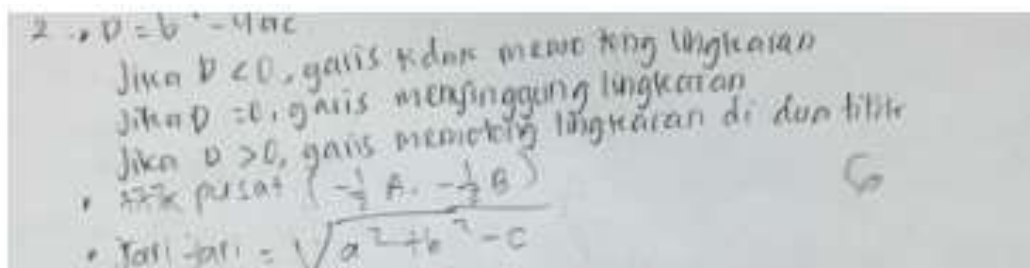 2 • D = b² - 4ac
Jika D < 0, garis tidak memotong lingkaran
Jika D = 0, garis menyinggung lingkaran
Jika D > 0, garis memotong lingkaran di dua titik
• titik pusat (-½ A, -½ B)
• Jari-jari = √a² + b² - c